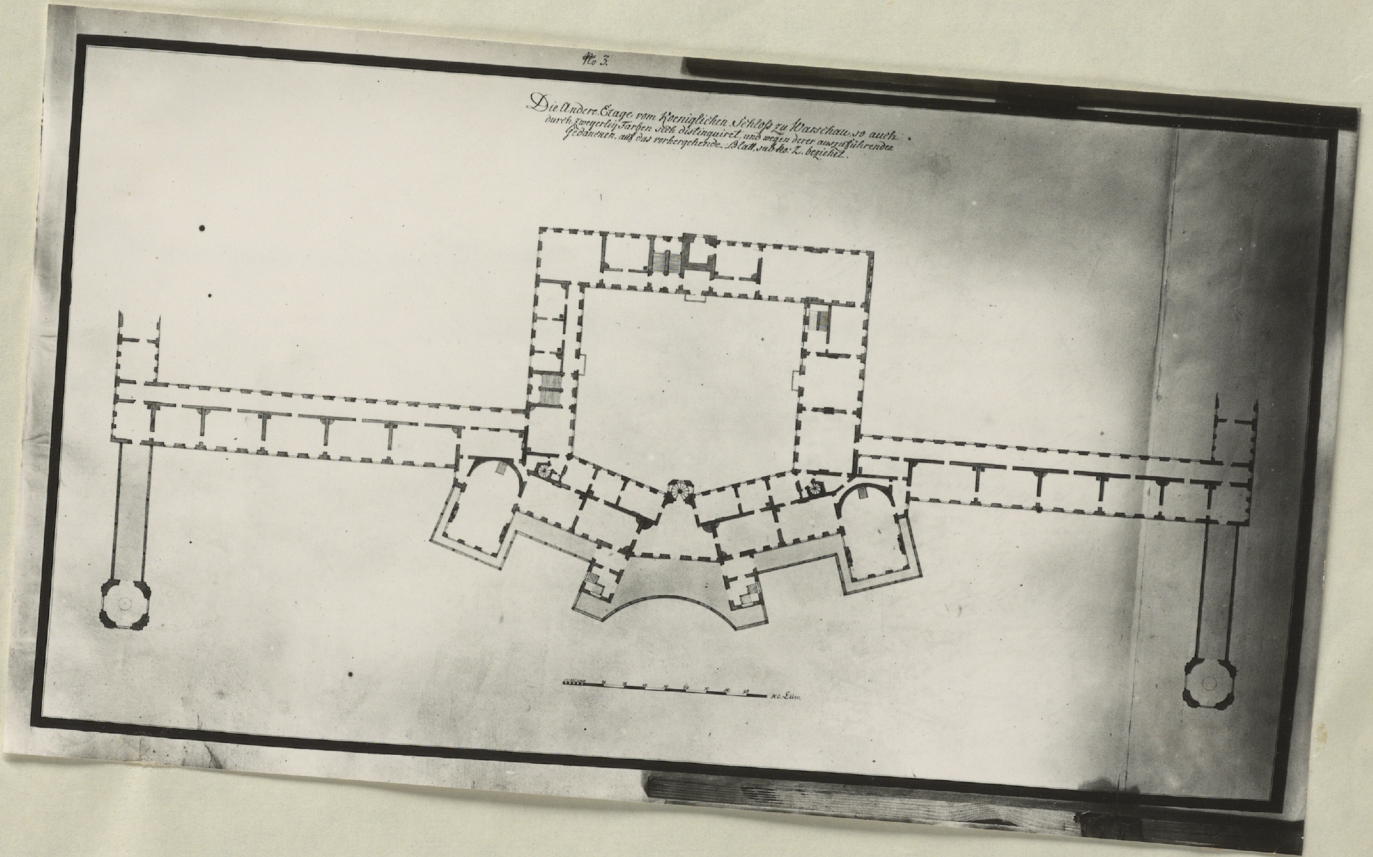 No 3.
Die Andere Etage vom Koeniglichen Schloß zu Warschau, so auch
durch zweyerleÿ Farben sich distinguiret, und wegen derer auszuführenden
Gedancken, auf das vorhergehende Blatt, sub No: 2. beziehet.
Ellen